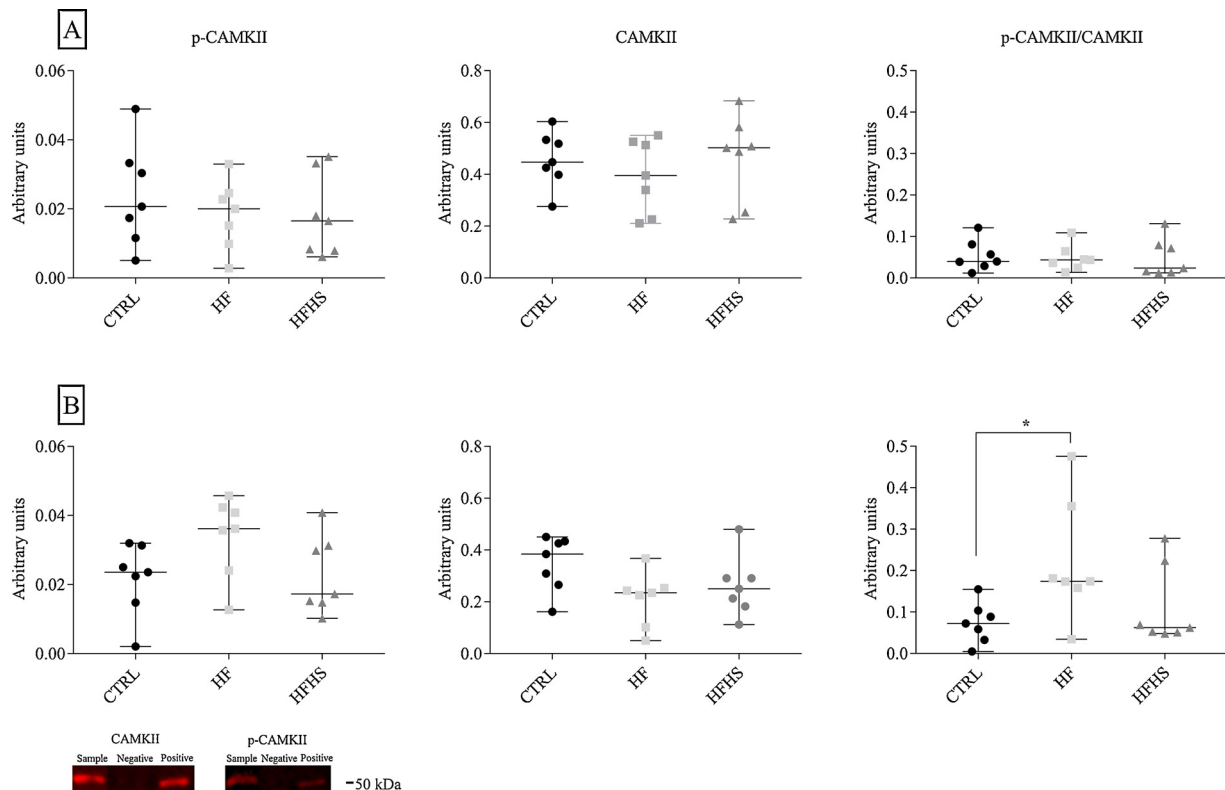 A
p-CAMKII
CAMKII
p-CAMKII/CAMKII
0.06
0.04
0.02
0.00
Arbitrary units
CTRL
HF
HFHS
0.8
0.6
0.4
0.2
0.0
Arbitrary units
CTRL
HF
HFHS
0.5
0.4
0.3
0.2
0.1
0.0
Arbitrary units
CTRL
HF
HFHS
B
0.06
0.04
0.02
0.00
Arbitrary units
CTRL
HF
HFHS
0.8
0.6
0.4
0.2
0.0
Arbitrary units
CTRL
HF
HFHS
*
0.5
0.4
0.3
0.2
0.1
0.0
Arbitrary units
CTRL
HF
HFHS
CAMKII
Sample Negative Positive
p-CAMKII
Sample Negative Positive
-50 kDa